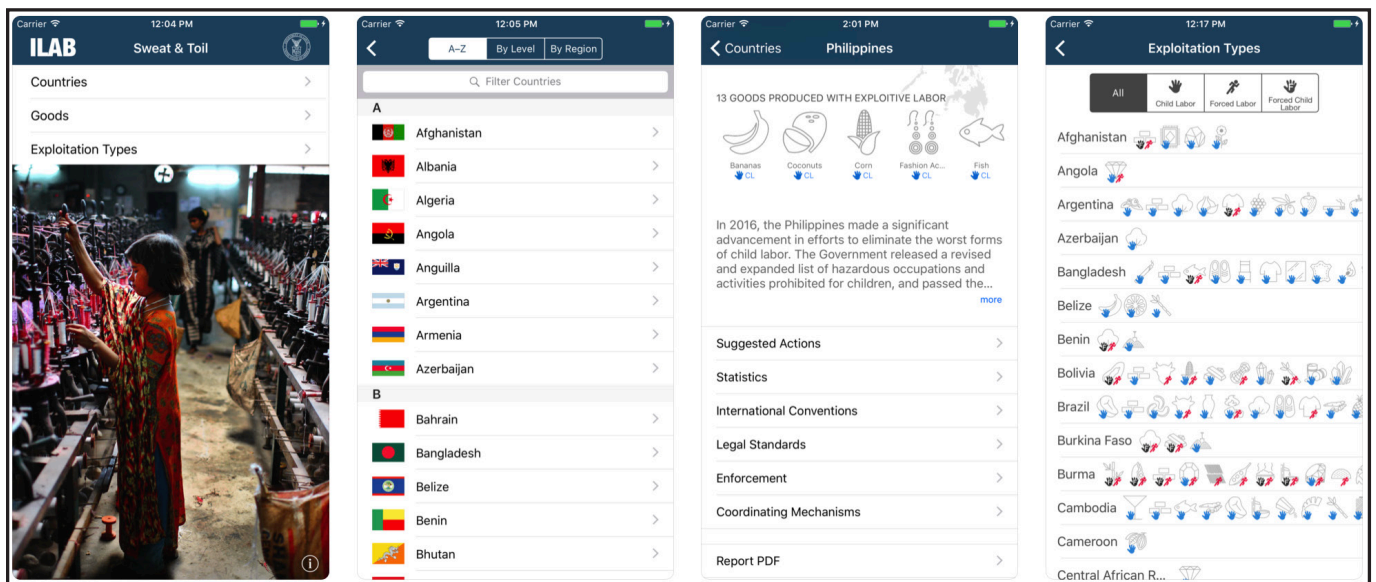 Carrier 12:04 PM
ILAB Sweat & Toil
Countries
Goods
Exploitation Types
Carrier 12:05 PM
A–Z By Level By Region
Filter Countries
A
Afghanistan
Albania
Algeria
Angola
Anguilla
Argentina
Armenia
Azerbaijan
B
Bahrain
Bangladesh
Belize
Benin
Bhutan
Carrier 2:01 PM
Countries Philippines
13 GOODS PRODUCED WITH EXPLOITIVE LABOR
Bananas Coconuts Corn Fashion Ac... Fish
CL CL CL CL CL
In 2016, the Philippines made a significant
advancement in efforts to eliminate the worst forms
of child labor. The Government released a revised
and expanded list of hazardous occupations and
activities prohibited for children, and passed the...
more
Suggested Actions
Statistics
International Conventions
Legal Standards
Enforcement
Coordinating Mechanisms
Report PDF
Carrier 12:17 PM
Exploitation Types
All Child Labor Forced Labor Forced Child
Labor
Afghanistan
Angola
Argentina
Azerbaijan
Bangladesh
Belize
Benin
Bolivia
Brazil
Burkina Faso
Burma
Cambodia
Cameroon
Central African R...